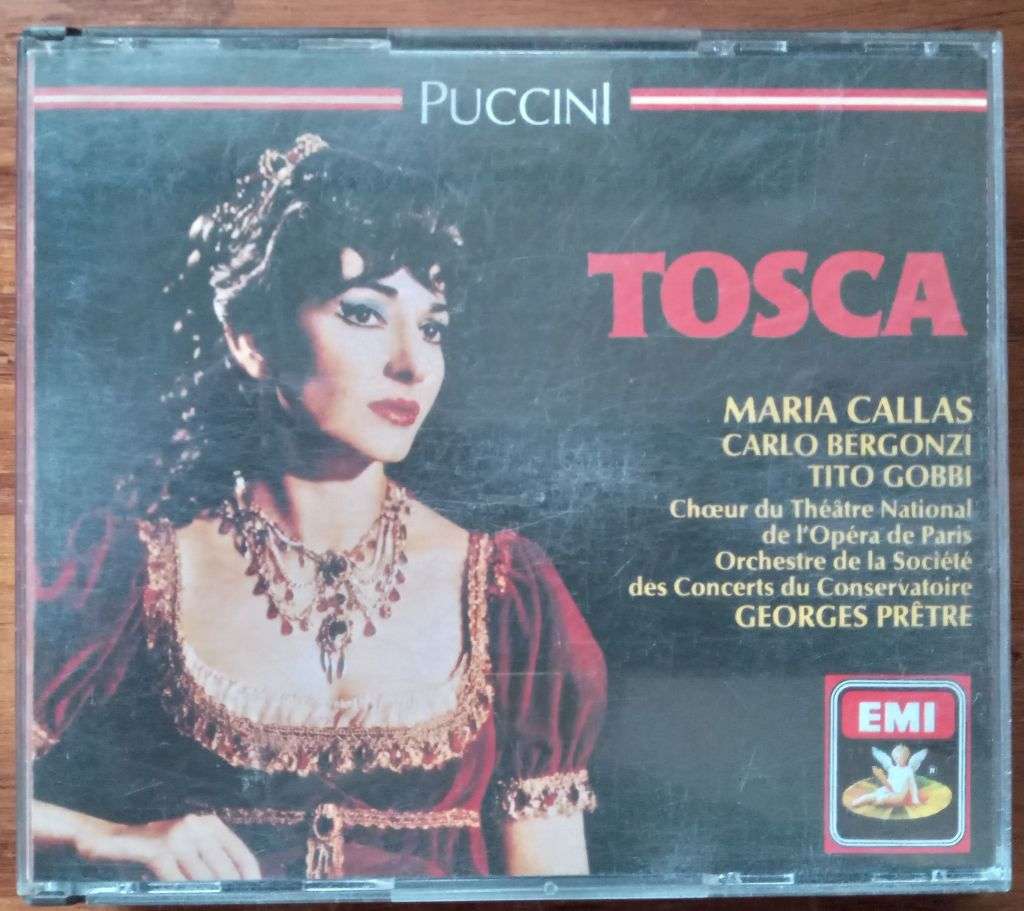 PUCCINI
TOSCA
MARIA CALLAS
CARLO BERGONZI
TITO GOBBI
Chœur du Théâtre National
de l'Opéra de Paris
Orchestre de la Société
des Concerts du Conservatoire
GEORGES PRÊTRE
EMI
®